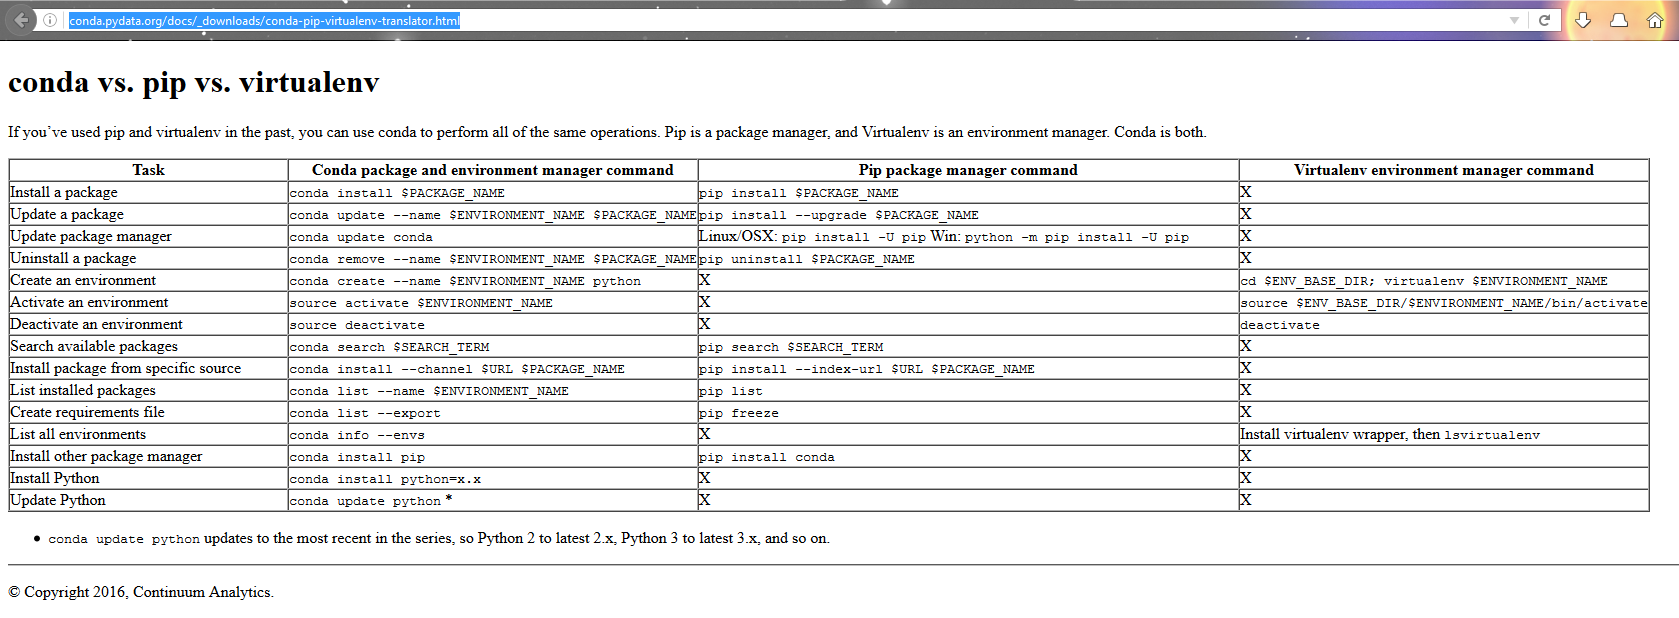 conda.pydata.org/docs/_downloads/conda-pip-virtualenv-translator.html
conda vs. pip vs. virtualenv
If you’ve used pip and virtualenv in the past, you can use conda to perform all of the same operations. Pip is a package manager, and Virtualenv is an environment manager. Conda is both.
Task Conda package and environment manager command Pip package manager command Virtualenv environment manager command
Install a package conda install $PACKAGE_NAME pip install $PACKAGE_NAME X
Update a package conda update --name $ENVIRONMENT_NAME $PACKAGE_NAME pip install --upgrade $PACKAGE_NAME X
Update package manager conda update conda Linux/OSX: pip install -U pip Win: python -m pip install -U pip X
Uninstall a package conda remove --name $ENVIRONMENT_NAME $PACKAGE_NAME pip uninstall $PACKAGE_NAME X
Create an environment conda create --name $ENVIRONMENT_NAME python X cd $ENV_BASE_DIR; virtualenv $ENVIRONMENT_NAME
Activate an environment source activate $ENVIRONMENT_NAME X source $ENV_BASE_DIR/$ENVIRONMENT_NAME/bin/activate
Deactivate an environment source deactivate X deactivate
Search available packages conda search $SEARCH_TERM pip search $SEARCH_TERM X
Install package from specific source conda install --channel $URL $PACKAGE_NAME pip install --index-url $URL $PACKAGE_NAME X
List installed packages conda list --name $ENVIRONMENT_NAME pip list X
Create requirements file conda list --export pip freeze X
List all environments conda info --envs X Install virtualenv wrapper, then lsvirtualenv
Install other package manager conda install pip pip install conda X
Install Python conda install python=x.x X X
Update Python conda update python * X X
• conda update python updates to the most recent in the series, so Python 2 to latest 2.x, Python 3 to latest 3.x, and so on.
© Copyright 2016, Continuum Analytics.